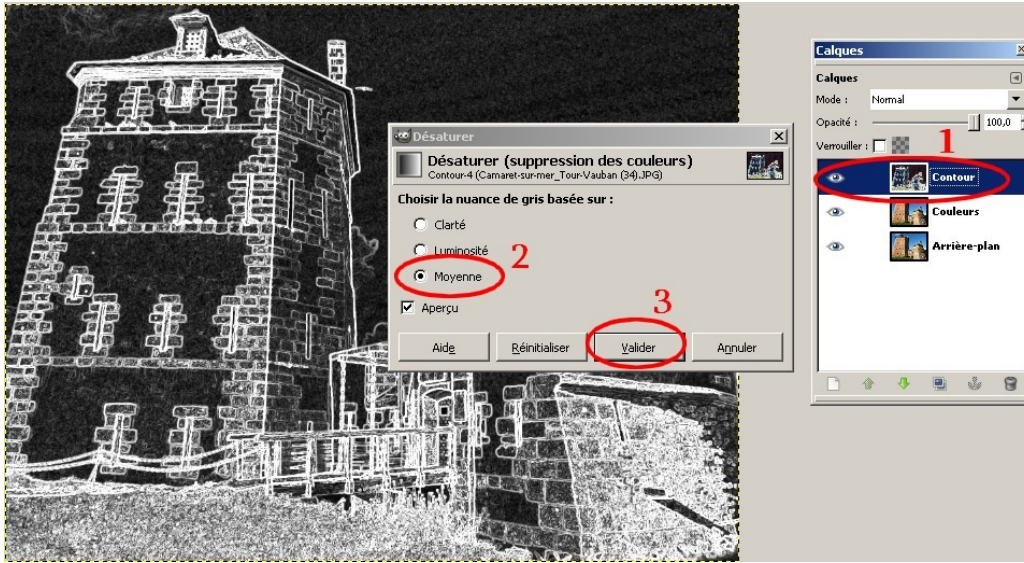 Calques
Calques
Mode : Normal
Opacité : 100,0
Verrouiller :
1
Contour
Couleurs
Arrière-plan
Désaturer
Désaturer (suppression des couleurs)
Contour-4 (Camaret-sur-mer_Tour-Vauban (34).JPG)
Choisir la nuance de gris basée sur :
Clarté
Luminosité
2
Moyenne
Aperçu
3
Aide Réinitialiser Valider Annuler